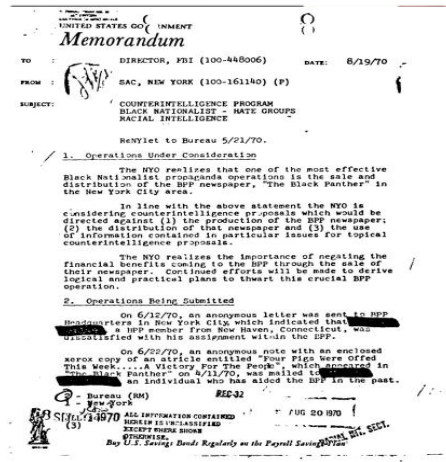 UNITED STATES GO( INMENT
Memorandum
TO : DIRECTOR, FBI (100-448006) DATE: 8/19/70
FROM : SAC, NEW YORK (100-161140) (P)
SUBJECT: COUNTERINTELLIGENCE PROGRAM
BLACK NATIONALIST - HATE GROUPS
RACIAL INTELLIGENCE
ReNYlet to Bureau 5/21/70.
1. Operations Under Consideration
The NYO realizes that one of the most effective
Black Nationalist propaganda operations is the sale and
distribution of the BPP newspaper, "The Black Panther" in
the New York City area.
In line with the above statement the NYO is
considering counterintelligence proposals which would be
directed against (1) the production of the BPP newspaper;
(2) the distribution of that newspaper and (3) the use
of information contained in particular issues for topical
counterintelligence proposals.
The NYO realizes the importance of negating the
financial benefits coming to the BPP through the sale of
their newspaper. Continued efforts will be made to derive
logical and practical plans to thwart this crucial BPP
operation.
2. Operations Being Submitted
On 6/12/70, an anonymous letter was sent to BPP
Headquarters in New York City, which indicated that
a BPP member from New Haven, Connecticut, was
dissatisfied with his assignment within the BPP.
On 6/22/70, an anonymous note with an enclosed
xerox copy of an atricle entitled "Four Pigs Were Offed
This Week.....A Victory For The People", which appeared in
"The Black Panther" on 4/11/70, was mailed to
an individual who has aided the BPP in the past.
2 - Bureau (RM) REC-32
1 - New York
(3)
1970 ALL INFORMATION CONTAINED
HEREIN IS UNCLASSIFIED
EXCEPT WHERE SHOWN
OTHERWISE.
AUG 20 1970
Buy U.S. Savings Bonds Regularly on the Payroll Savings Plan